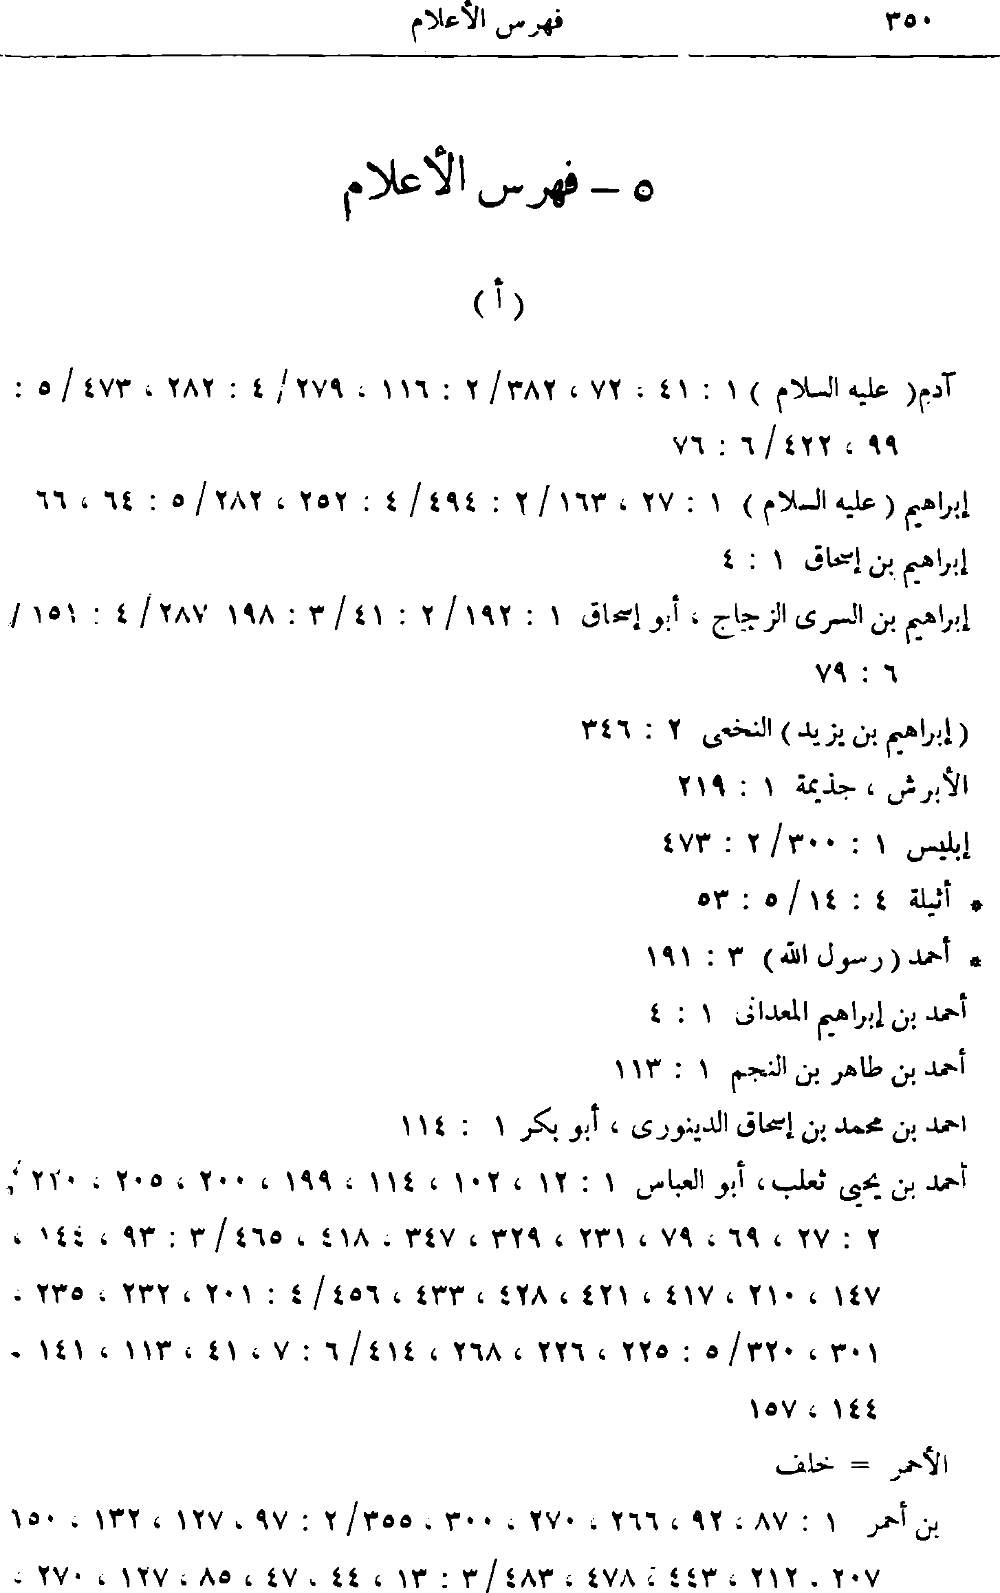 ٣٥٠ فهرس الأعلام
٥ – فهرس الأعلام
( أ )
آدم ( عليه السلام ) ١ : ٤١ ، ٧٢ ، ٣٨٢ / ٢ : ١١٦ ، ٢٧٩ / ٤ : ٢٨٢ ، ٤٧٣ / ٥ :
٩٩ ، ٤٢٢ / ٦ : ٧٦
إبراهيم ( عليه السلام ) ١ : ٢٧ ، ١٦٣ / ٢ : ٤٩٤ / ٤ : ٢٥٢ ، ٢٨٢ / ٥ : ٦٤ ، ٦٦
إبراهيم بن إسحاق ١ : ٤
إبراهيم بن السرى الزجاج ، أبو إسحاق ١ : ١٩٢ / ٢ : ٤١ / ٣ : ١٩٨ ٢٨٧ / ٤ : ١٥١ /
٦ : ٧٩
( إبراهيم بن يزيد ) النخعى ٢ : ٣٤٦
الأبرش ، جذيمة ١ : ٢١٩
إبليس ١ : ٣٠٠ / ٢ : ٤٧٣
* أثيلة ٤ : ١٤ / ٥ : ٥٣
* أحمد ( رسول الله ) ٣ : ١٩١
أحمد بن إبراهيم المعدانى ١ : ٤
أحمد بن طاهر بن النجم ١ : ١١٣
احمد بن محمد بن إسحاق الدينورى ، أبو بكر ١ : ١١٤
أحمد بن يحيى ثعلب ، أبو العباس ١ : ١٢ ، ١٠٢ ، ١١٤ ، ١٩٩ ، ٢٠٠ ، ٢٠٥ ،
٢ : ٢٧ ، ٦٩ ، ٧٩ ، ٢٣١ ، ٣٢٩ ، ٣٤٧ ، ٤١٨ ، ٤٦٥ / ٣ : ٩٣ ، ١٤٤ ،
١٤٧ ، ٢١٠ ، ٤١٧ ، ٤٢١ ، ٤٢٨ ، ٤٣٣ ، ٤٥٦ / ٤ : ٢٠١ ، ٢٣٢ ، ٢٣٥ ،
٣٠١ ، ٣٢٠ / ٥ : ٢٢٥ ، ٢٢٦ ، ٢٦٨ ، ٤١٤ / ٦ : ٧ ، ٤١ ، ١١٣ ، ١٤١ ،
١٤٤ ، ١٥٧
الأحمر = خلف
بن أحمر ١ : ٨٧ ، ٩٢ ، ٢٦٦ ، ٢٧٠ ، ٣٠٠ ، ٣٥٥ / ٢ : ٩٧ ، ١٢٧ ، ١٣٢ ، ١٥٠
٢٠٧ ، ٢١٢ ، ٤٤٣ ، ٤٧٨ ، ٤٨٣ / ٣ : ١٣ ، ٤٤ ، ٤٧ ، ٨٥ ، ١٢٧ ، ٢٧٠ ،